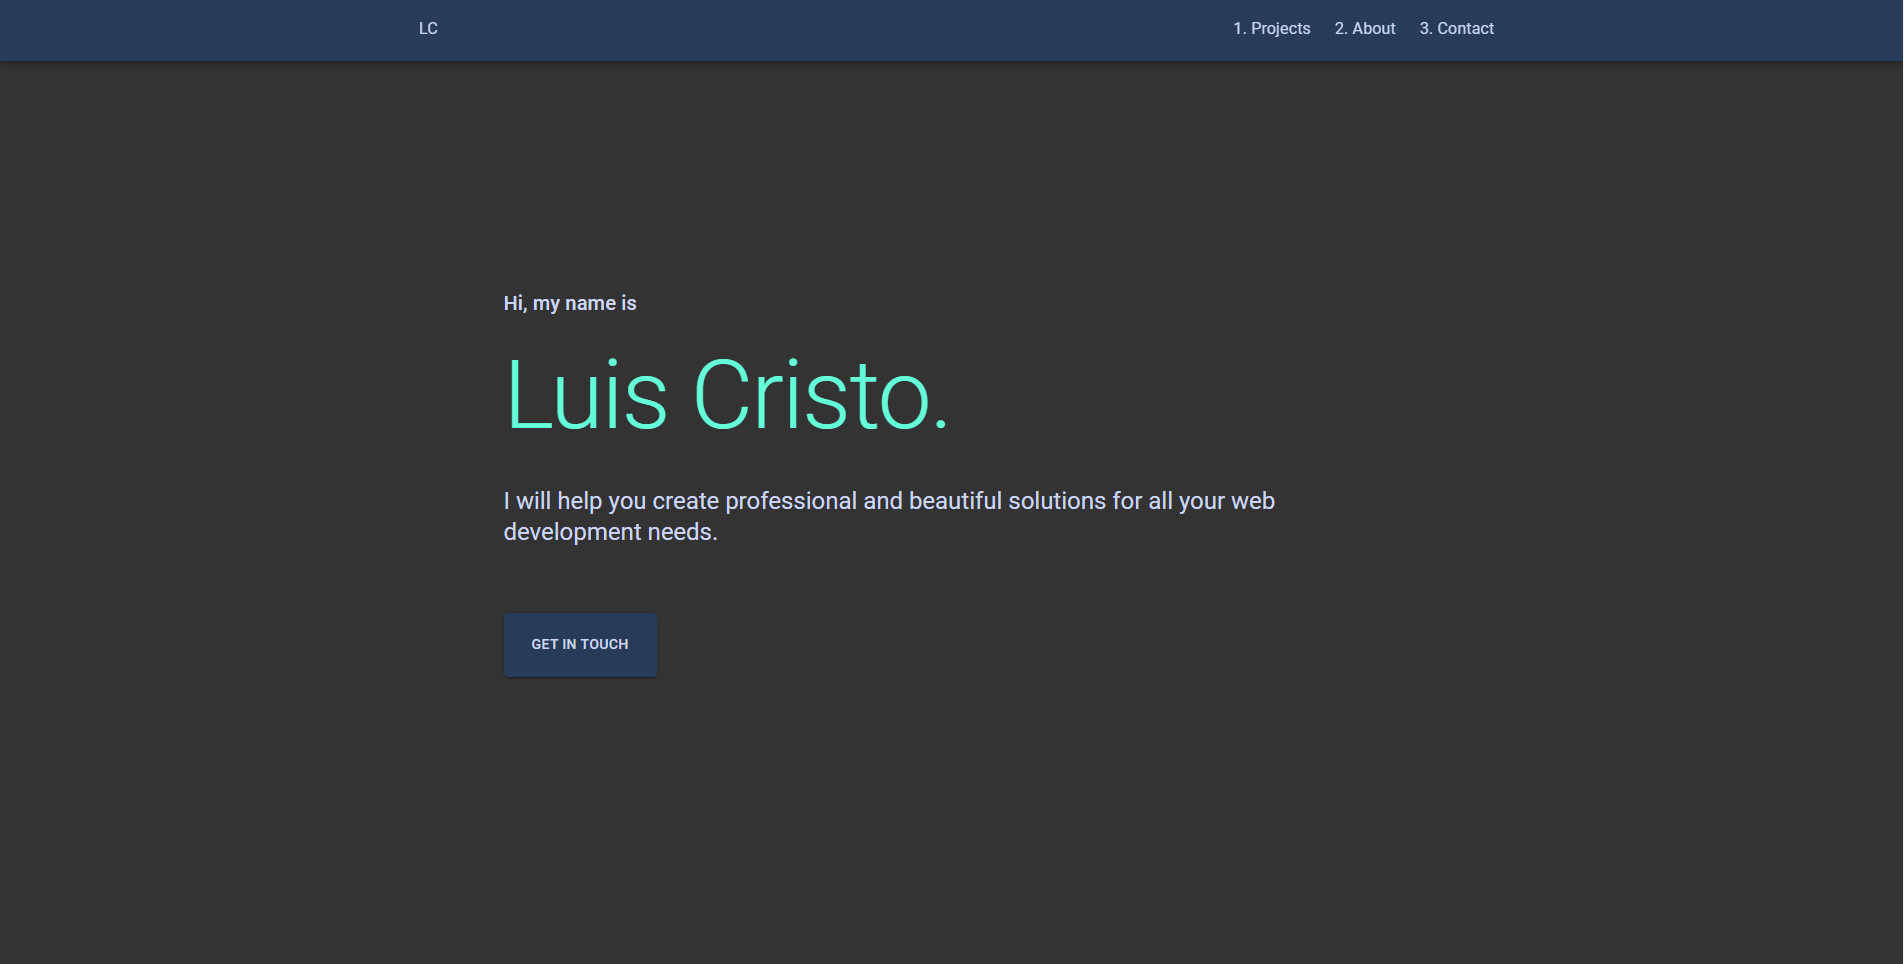 LC
1. Projects
2. About
3. Contact
Hi, my name is
Luis Cristo.
I will help you create professional and beautiful solutions for all your web
development needs.
GET IN TOUCH